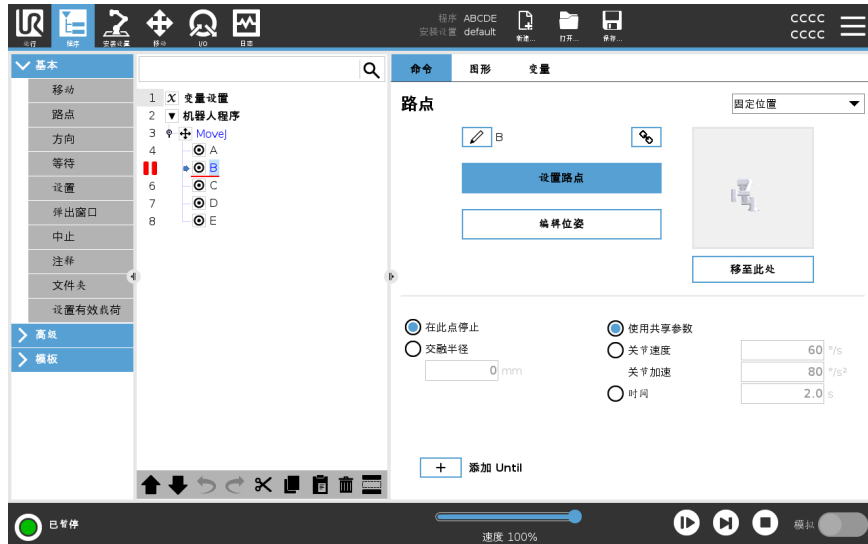 程序 ABCDE
安装设置 default
新建... 打开... 保存...
CCCC
CCCC
运行 程序 安装设置 移动 I/O 日志
基本
移动
路点
方向
等待
设置
弹出窗口
中止
注释
文件夹
设置有效载荷
高级
模板
1 X 变量设置
2 机器人程序
3 MoveJ
4 A
B
6 C
7 D
8 E
命令 图形 变量
路点
固定位置
B
设置路点
编辑位姿
移至此处
在此点停止
交融半径
0 mm
使用共享参数
关节速度 60 °/s
关节加速 80 °/s²
时间 2.0 s
+ 添加 Until
已暂停
速度 100%
模拟